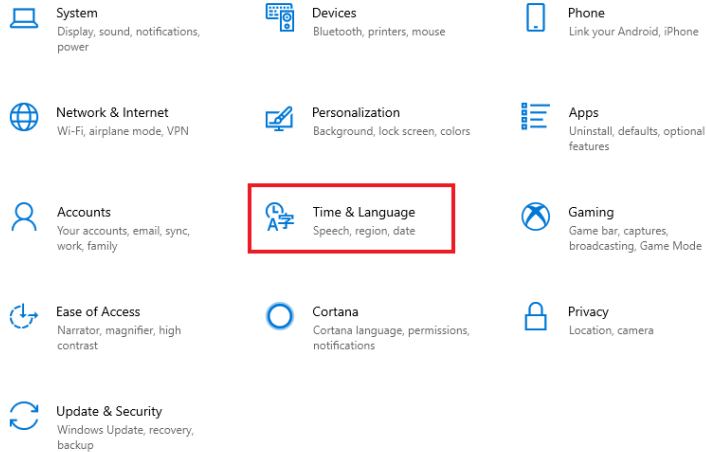 System
Display, sound, notifications,
power
Devices
Bluetooth, printers, mouse
Phone
Link your Android, iPhone
Network & Internet
Wi-Fi, airplane mode, VPN
Personalization
Background, lock screen, colors
Apps
Uninstall, defaults, optional
features
Accounts
Your accounts, email, sync,
work, family
A字
Time & Language
Speech, region, date
Gaming
Game bar, captures,
broadcasting, Game Mode
Ease of Access
Narrator, magnifier, high
contrast
Cortana
Cortana language, permissions,
notifications
Privacy
Location, camera
Update & Security
Windows Update, recovery,
backup